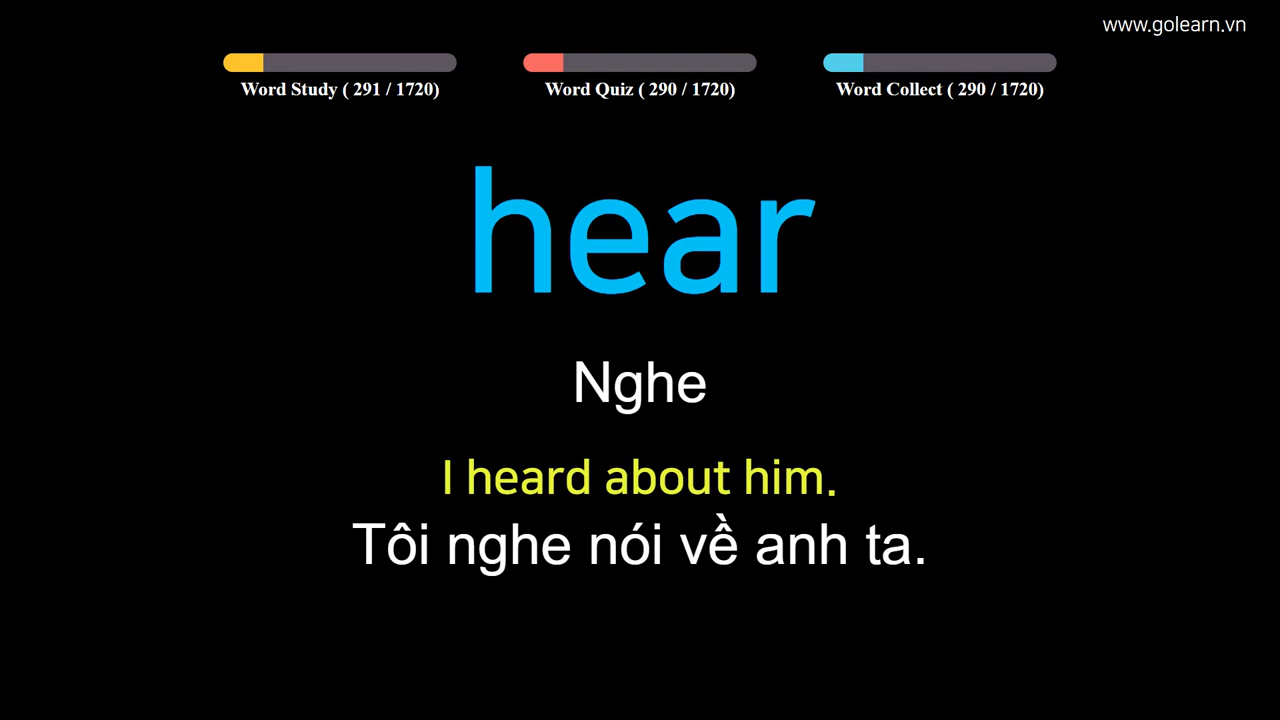 www.golearn.vn
Word Study ( 291 / 1720)
Word Quiz ( 290 / 1720)
Word Collect ( 290 / 1720)
hear
Nghe
I heard about him.
Tôi nghe nói về anh ta.